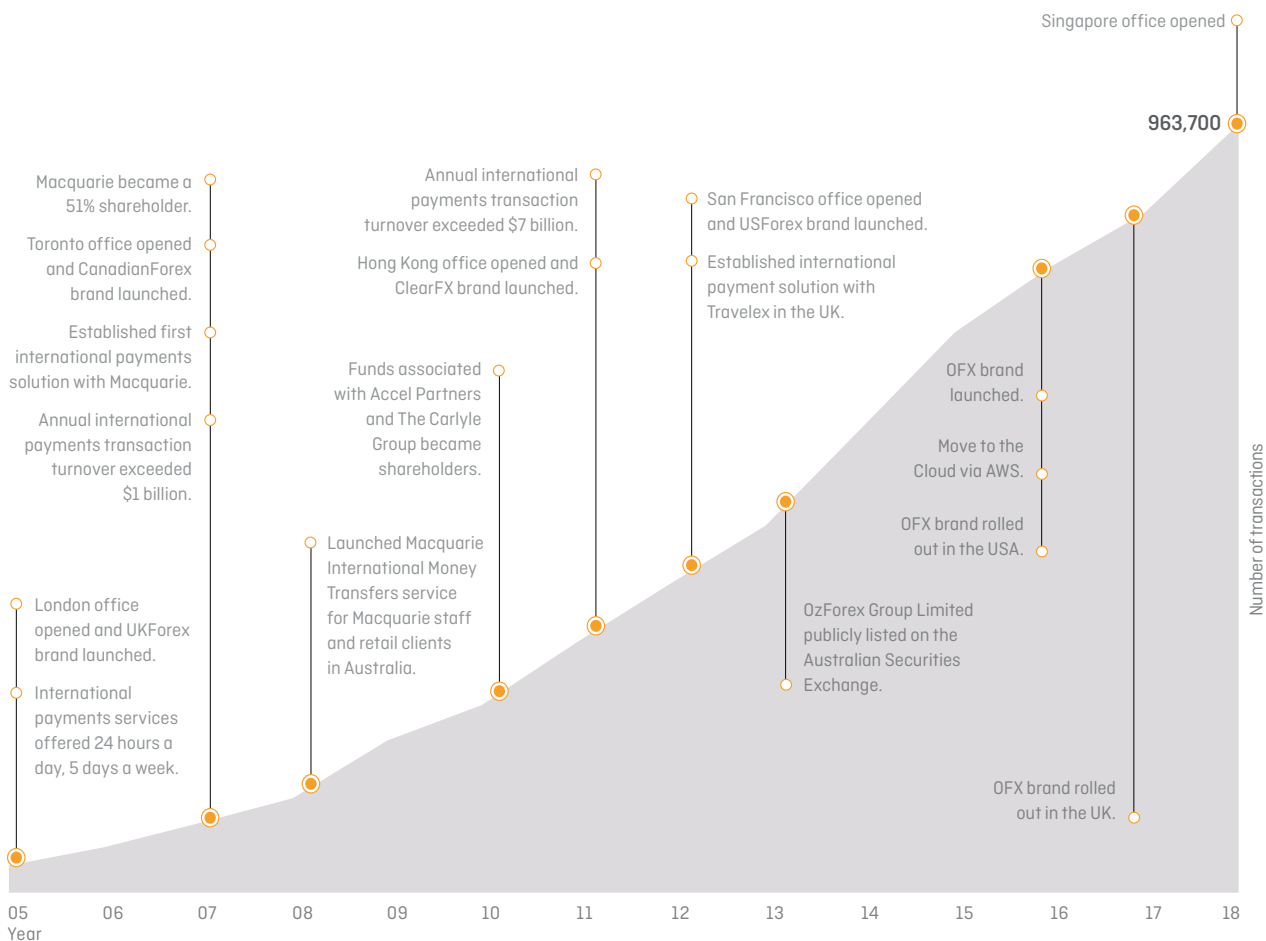 Singapore office opened
963,700
Macquarie became a
51% shareholder.
Toronto office opened
and CanadianForex
brand launched.
Established first
international payments
solution with Macquarie.
Annual international
payments transaction
turnover exceeded
$1 billion.
London office
opened and UKForex
brand launched.
International
payments services
offered 24 hours a
day, 5 days a week.
Launched Macquarie
International Money
Transfers service
for Macquarie staff
and retail clients
in Australia.
Funds associated
with Accel Partners
and The Carlyle
Group became
shareholders.
Annual international
payments transaction
turnover exceeded $7 billion.
Hong Kong office opened and
ClearFX brand launched.
San Francisco office opened
and USForex brand launched.
Established international
payment solution with
Travelex in the UK.
OzForex Group Limited
publicly listed on the
Australian Securities
Exchange.
OFX brand
launched.
Move to the
Cloud via AWS.
OFX brand rolled
out in the USA.
OFX brand rolled
out in the UK.
Number of transactions
05 06 07 08 09 10 11 12 13 14 15 16 17 18
Year